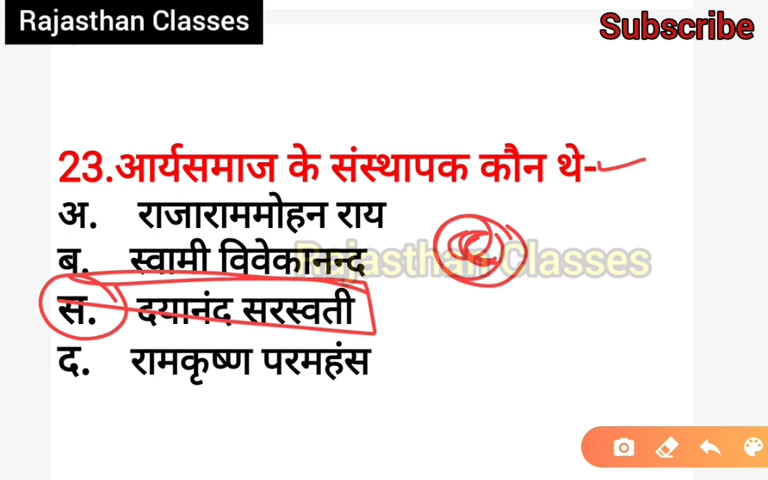 Rajasthan Classes
Subscribe
23.आर्यसमाज के संस्थापक कौन थे-
अ. राजाराममोहन राय
ब. स्वामी विवेकानन्द
Rajasthan Classes
स. दयानंद सरस्वती
द. रामकृष्ण परमहंस